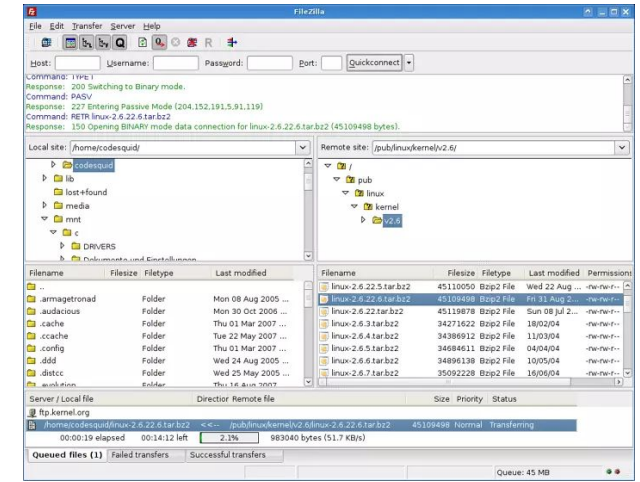 FileZilla
File Edit Transfer Server Help
Host: Username: Password: Port: Quickconnect
Command: TYPE I
Response: 200 Switching to Binary mode.
Command: PASV
Response: 227 Entering Passive Mode (204.152.191.5.91.119)
Command: RETR linux-2.6.22.6.tar.bz2
Response: 150 Opening BINARY mode data connection for linux-2.6.22.6.tar.bz2 (45109498 bytes).
Local site: /home/codesquid/
Remote site: /pub/linux/kernel/v2.6/
codesquid
lib
lost+found
media
mnt
c
DRIVERS
Dokumente und Einstellungen
/
pub
linux
kernel
v2.6
Filename Filesize Filetype Last modified
..
.armagetronad Folder Mon 08 Aug 2005 ...
.audacious Folder Mon 30 Oct 2006 ...
.cache Folder Thu 01 Mar 2007 ...
.ccache Folder Tue 22 May 2007 ...
.config Folder Thu 01 Mar 2007 ...
.ddd Folder Wed 24 Aug 2005 ...
.distcc Folder Wed 25 May 2005 ...
.evolution Folder Thu 16 Aug 2007
Filename Filesize Filetype Last modified Permissions
linux-2.6.22.5.tar.bz2 45110050 Bzip2 File Wed 22 Aug ... -rw-rw-r--
linux-2.6.22.6.tar.bz2 45109498 Bzip2 File Fri 31 Aug 2... -rw-rw-r--
linux-2.6.22.tar.bz2 45119878 Bzip2 File Sun 08 Jul 2... -rw-rw-r--
linux-2.6.3.tar.bz2 34271622 Bzip2 File 18/02/04 -rw-rw-r--
linux-2.6.4.tar.bz2 34386912 Bzip2 File 11/03/04 -rw-rw-r--
linux-2.6.5.tar.bz2 34684611 Bzip2 File 04/04/04 -rw-rw-r--
linux-2.6.6.tar.bz2 34896138 Bzip2 File 10/05/04 -rw-rw-r--
linux-2.6.7.tar.bz2 35092228 Bzip2 File 16/06/04 -rw-rw-r--
Server / Local file Direction Remote file Size Priority Status
ftp.kernel.org
/home/codesquid/linux-2.6.22.6.tar.bz2 <<-- /pub/linux/kernel/v2.6/linux-2.6.22.6.tar.bz2 45109498 Normal Transferring
00:00:19 elapsed 00:14:12 left 2.1% 983040 bytes (51.7 KB/s)
Queued files (1) Failed transfers Successful transfers
Queue: 45 MB